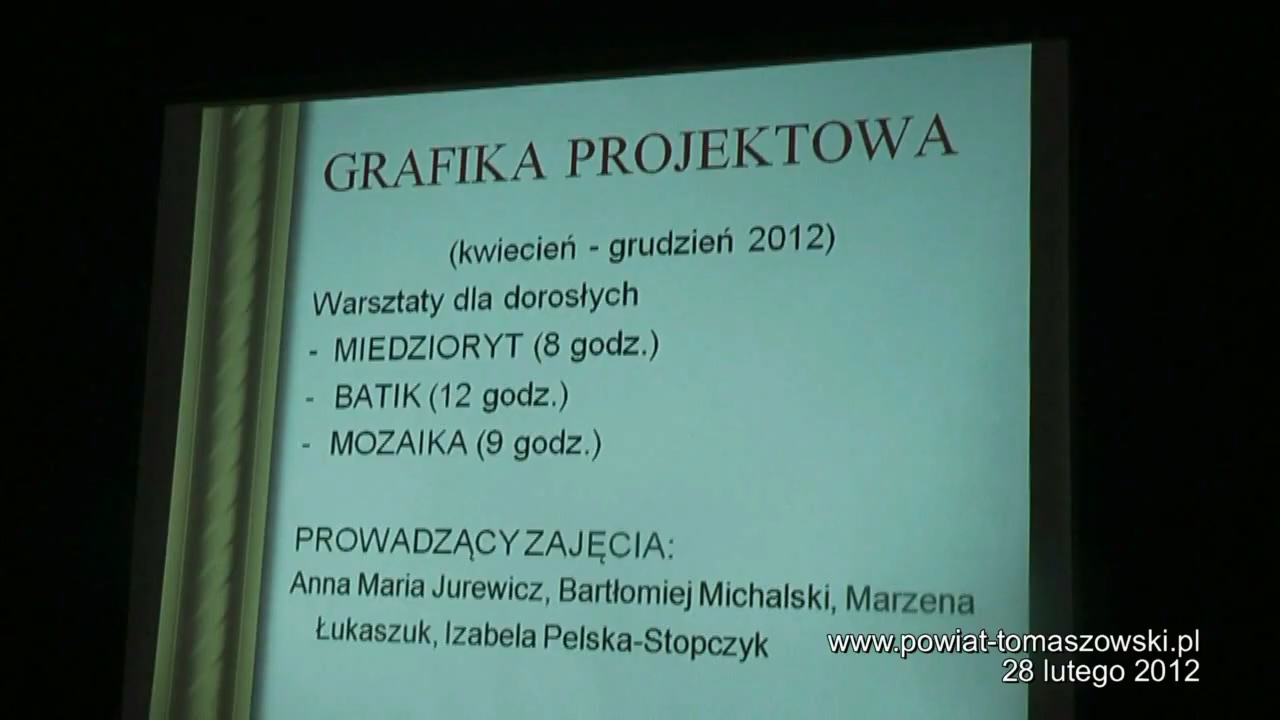 GRAFIKA PROJEKTOWA
(kwiecień - grudzień 2012)
Warsztaty dla dorosłych
- MIEDZIORYT (8 godz.)
- BATIK (12 godz.)
- MOZAIKA (9 godz.)
PROWADZĄCY ZAJĘCIA:
Anna Maria Jurewicz, Bartłomiej Michalski, Marzena
Łukaszuk, Izabela Pelska-Stopczyk
www.powiat-tomaszowski.pl
28 lutego 2012